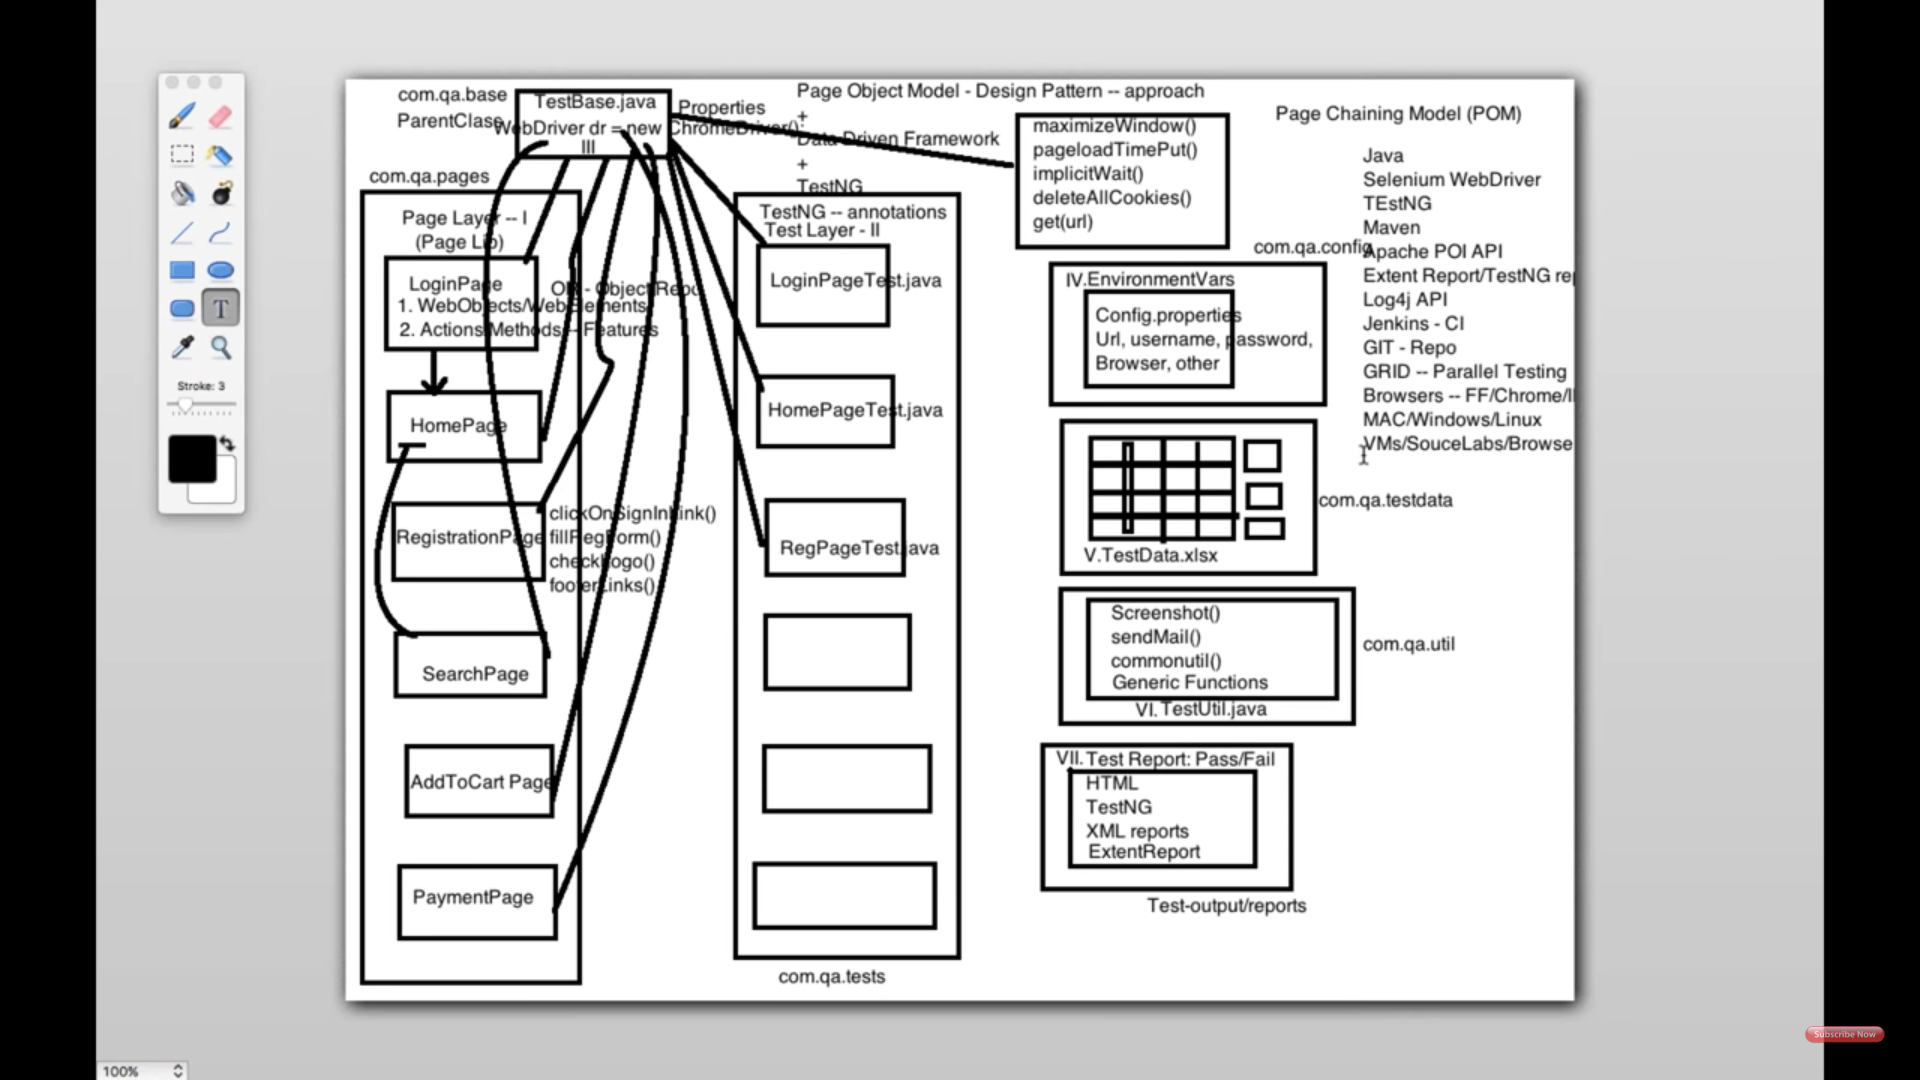 Page Object Model - Design Pattern -- approach
+
Data Driven Framework
+
TestNG
Page Chaining Model (POM)
com.qa.base
ParentClass
TestBase.java
WebDriver dr = new ChromeDriver();
III
Properties
com.qa.pages
Page Layer -- I
(Page Lib)
LoginPage
OR - Object Repo
1. WebObjects/WebElements
2. Actions Methods -- Features
HomePage
RegistrationPage
clickOnSignInLink()
fillRegForm()
checkLogo()
footerLinks()
SearchPage
AddToCart Page
PaymentPage
TestNG -- annotations
Test Layer - II
LoginPageTest.java
HomePageTest.java
RegPageTest.java
com.qa.tests
maximizeWindow()
pageloadTimePut()
implicitWait()
deleteAllCookies()
get(url)
com.qa.config
IV.EnvironmentVars
Config.properties
Url, username, password,
Browser, other
V.TestData.xlsx
com.qa.testdata
Screenshot()
sendMail()
commonutil()
Generic Functions
VI.TestUtil.java
com.qa.util
VII.Test Report: Pass/Fail
HTML
TestNG
XML reports
ExtentReport
Test-output/reports
Java
Selenium WebDriver
TEstNG
Maven
Apache POI API
Extent Report/TestNG rep
Log4j API
Jenkins - CI
GIT - Repo
GRID -- Parallel Testing
Browsers -- FF/Chrome/I
MAC/Windows/Linux
VMs/SouceLabs/Browse
T
Stroke: 3
100%
Subscribe Now